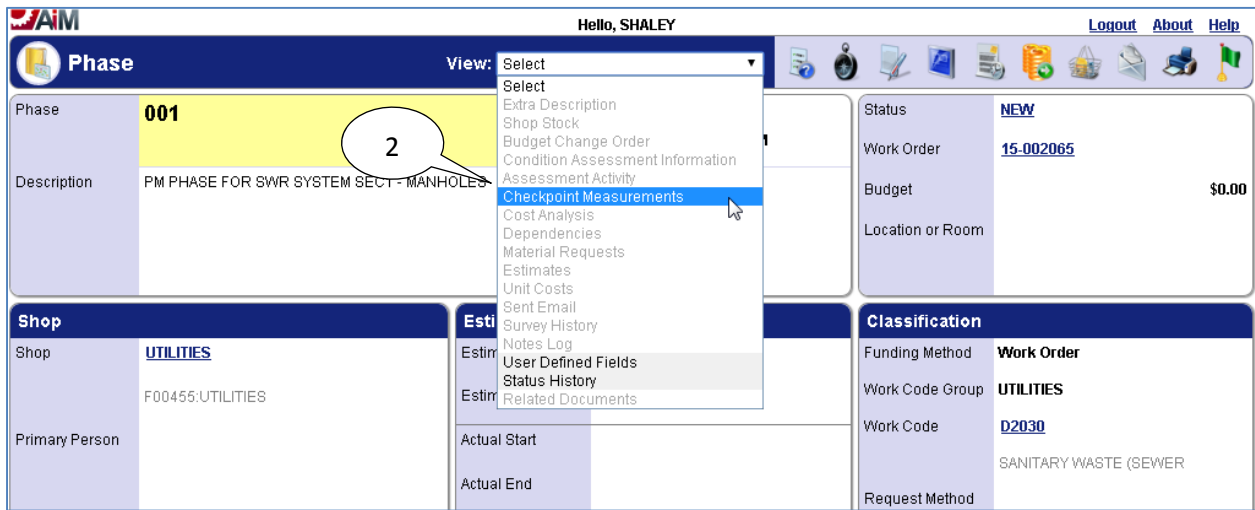 AiM
Hello, SHALEY
Logout About Help
Phase
View: Select
Select
Extra Description
Shop Stock
Budget Change Order
Condition Assessment Information
Assessment Activity
Checkpoint Measurements
Cost Analysis
Dependencies
Material Requests
Estimates
Unit Costs
Sent Email
Survey History
Notes Log
User Defined Fields
Status History
Related Documents
2
Phase 001
Description PM PHASE FOR SWR SYSTEM SECT - MANHOLES
Status NEW
Work Order 15-002065
Budget $0.00
Location or Room
Shop
Shop UTILITIES
F00455:UTILITIES
Primary Person
Esti
Estim
Estim
Actual Start
Actual End
Classification
Funding Method Work Order
Work Code Group UTILITIES
Work Code D2030
SANITARY WASTE (SEWER
Request Method